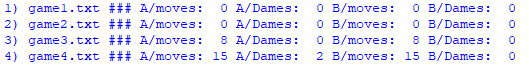 1) game1.txt ### A/moves:  0 A/Dames:  0 B/moves:  0 B/Dames:  0
2) game2.txt ### A/moves:  0 A/Dames:  0 B/moves:  0 B/Dames:  0
3) game3.txt ### A/moves:  8 A/Dames:  0 B/moves:  8 B/Dames:  0
4) game4.txt ### A/moves: 15 A/Dames:  2 B/moves: 15 B/Dames:  0